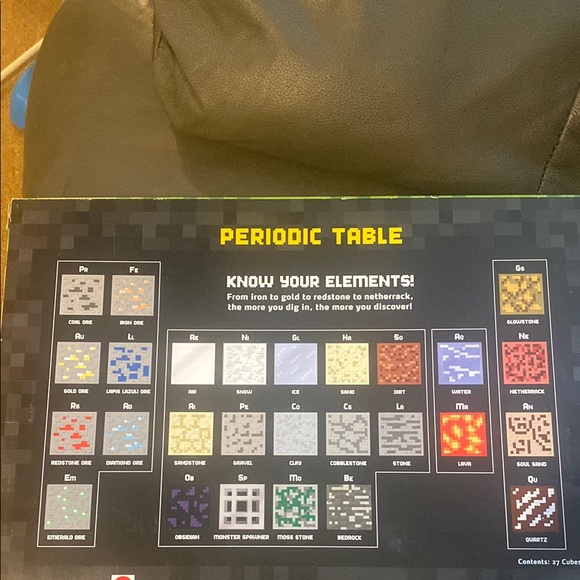 PERIODIC TABLE
KNOW YOUR ELEMENTS!
From iron to gold to redstone to netherrack,
the more you dig in, the more you discover!
PR FE GS
COAL ORE IRON ORE GLOWSTONE
AU LL AE NI GL HA SO AQ NE
GOLD ORE LAPIS LAZULI ORE AIR SNOW ICE SAND DIRT WATER NETHERRACK
RS AD AI PE CO CS LA MA AN
REDSTONE ORE DIAMOND ORE SANDSTONE GRAVEL CLAY COBBLESTONE STONE LAVA SOUL SAND
EM OB SP MO BE QU
EMERALD ORE OBSIDIAN MONSTER SPAWNER MOSS STONE BEDROCK QUARTZ
Contents: 27 Cubes